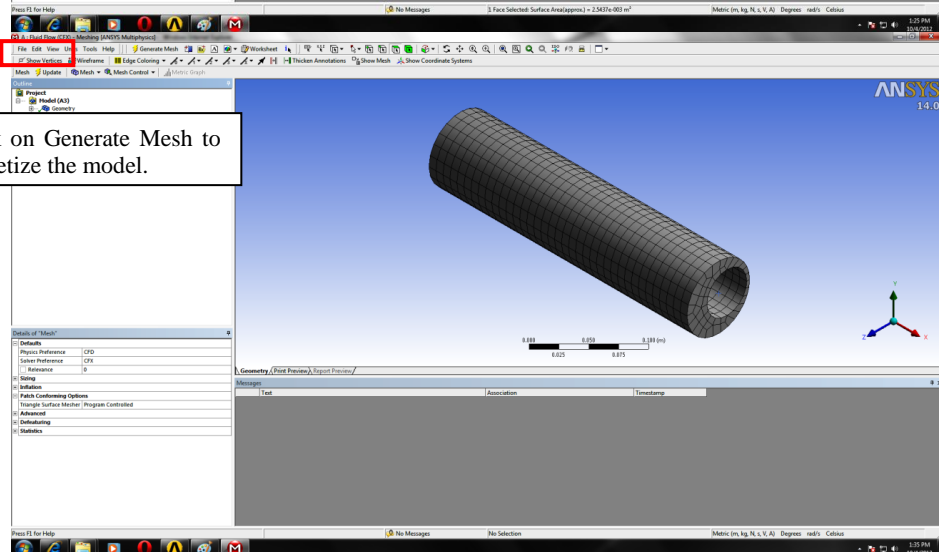 Press F1 for Help No Messages 1 Face Selected: Surface Area(approx.) = 2.5437e-003 m² Metric (m, kg, N, s, V, A) Degrees rad/s Celsius
1:25 PM
10/4/2012
A : Fluid Flow (CFX) - Meshing [ANSYS Multiphysics]
File Edit View Units Tools Help Generate Mesh Worksheet
Show Vertices Wireframe Edge Coloring Thicken Annotations Show Mesh Show Coordinate Systems
Mesh Update Mesh Mesh Control Metric Graph
Outline
Project
Model (A3)
Geometry
on Generate Mesh to
etize the model.
ANSYS
14.0
Y
Z X
0.000 0.050 0.100 (m)
0.025 0.075
Geometry Print Preview Report Preview
Details of "Mesh"
Defaults
Physics Preference CFD
Solver Preference CFX
Relevance 0
Sizing
Inflation
Patch Conforming Options
Triangle Surface Mesher Program Controlled
Advanced
Defeaturing
Statistics
Messages
Text Association Timestamp
Press F1 for Help No Messages No Selection Metric (m, kg, N, s, V, A) Degrees rad/s Celsius
1:35 PM